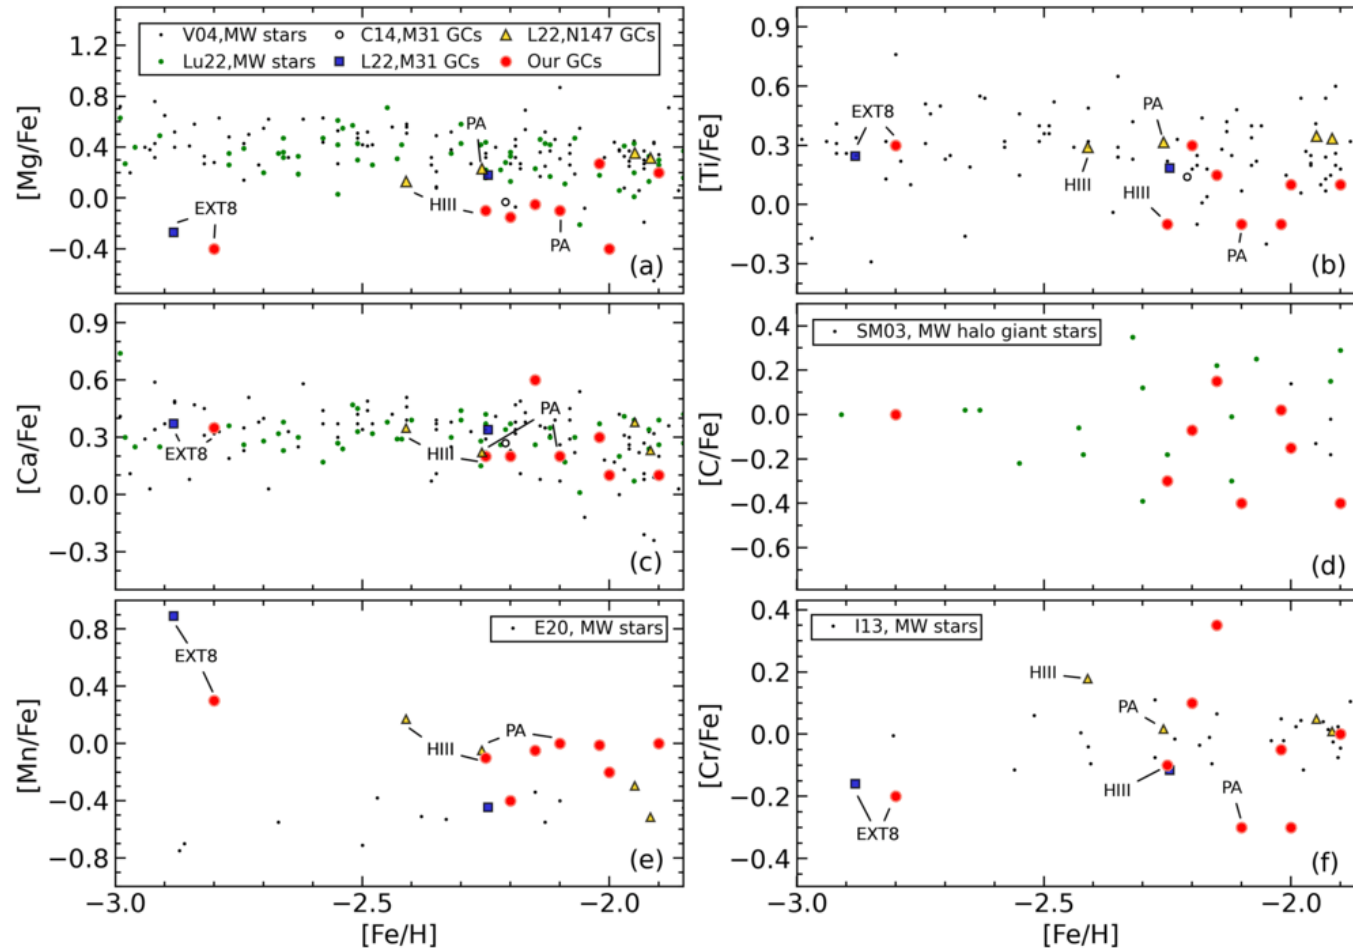 V04,MW stars C14,M31 GCs L22,N147 GCs
Lu22,MW stars L22,M31 GCs Our GCs
1.2
0.8
0.4
0.0
−0.4
[Mg/Fe]
PA
HIII
EXT8
PA
(a)
0.9
0.6
0.3
0.0
−0.3
[Ti/Fe]
EXT8
PA
HIII
HIII
PA
(b)
0.9
0.6
0.3
0.0
−0.3
[Ca/Fe]
PA
EXT8
HIII
(c)
SM03, MW halo giant stars
0.4
0.2
0.0
−0.2
−0.4
−0.6
[C/Fe]
(d)
E20, MW stars
0.8
0.4
0.0
−0.4
−0.8
[Mn/Fe]
EXT8
PA
HIII
(e)
−3.0 −2.5 −2.0
[Fe/H]
I13, MW stars
0.4
0.2
0.0
−0.2
−0.4
[Cr/Fe]
HIII
PA
HIII
PA
EXT8
(f)
−3.0 −2.5 −2.0
[Fe/H]